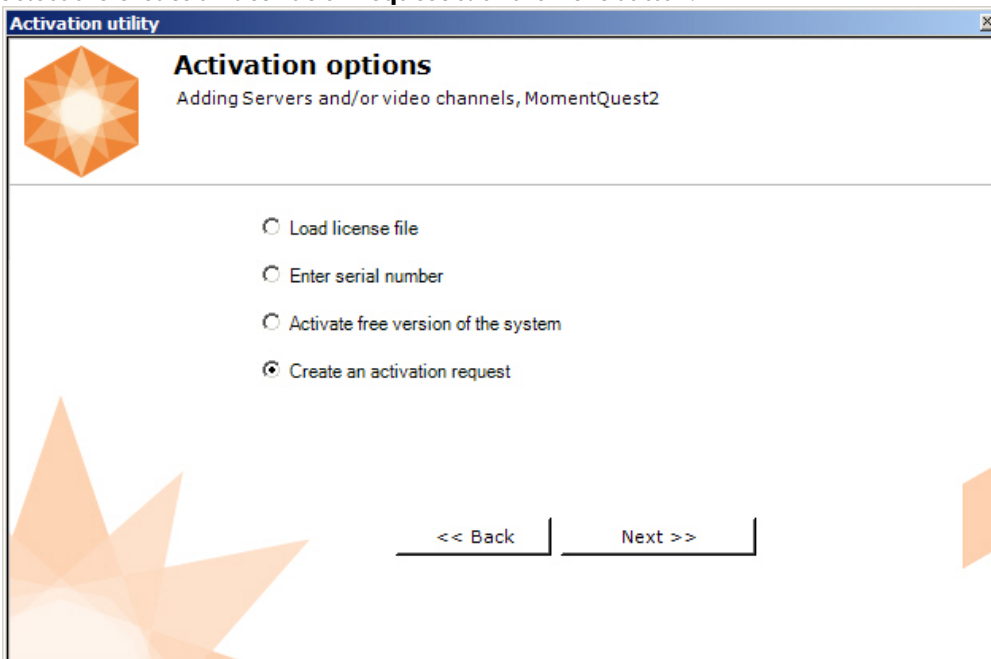 Activation utility
Activation options
Adding Servers and/or video channels, MomentQuest2
Load license file
Enter serial number
Activate free version of the system
Create an activation request
<< Back
Next >>